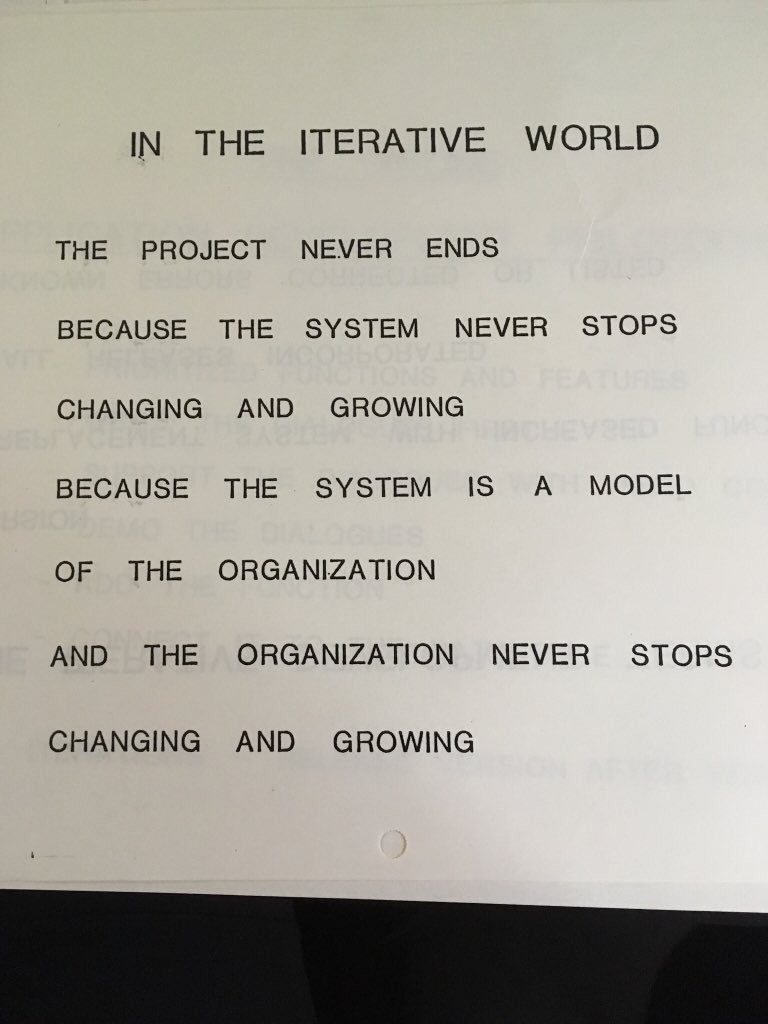 IN THE ITERATIVE WORLD
THE PROJECT NEVER ENDS
BECAUSE THE SYSTEM NEVER STOPS
CHANGING AND GROWING
BECAUSE THE SYSTEM IS A MODEL
OF THE ORGANIZATION
AND THE ORGANIZATION NEVER STOPS
CHANGING AND GROWING